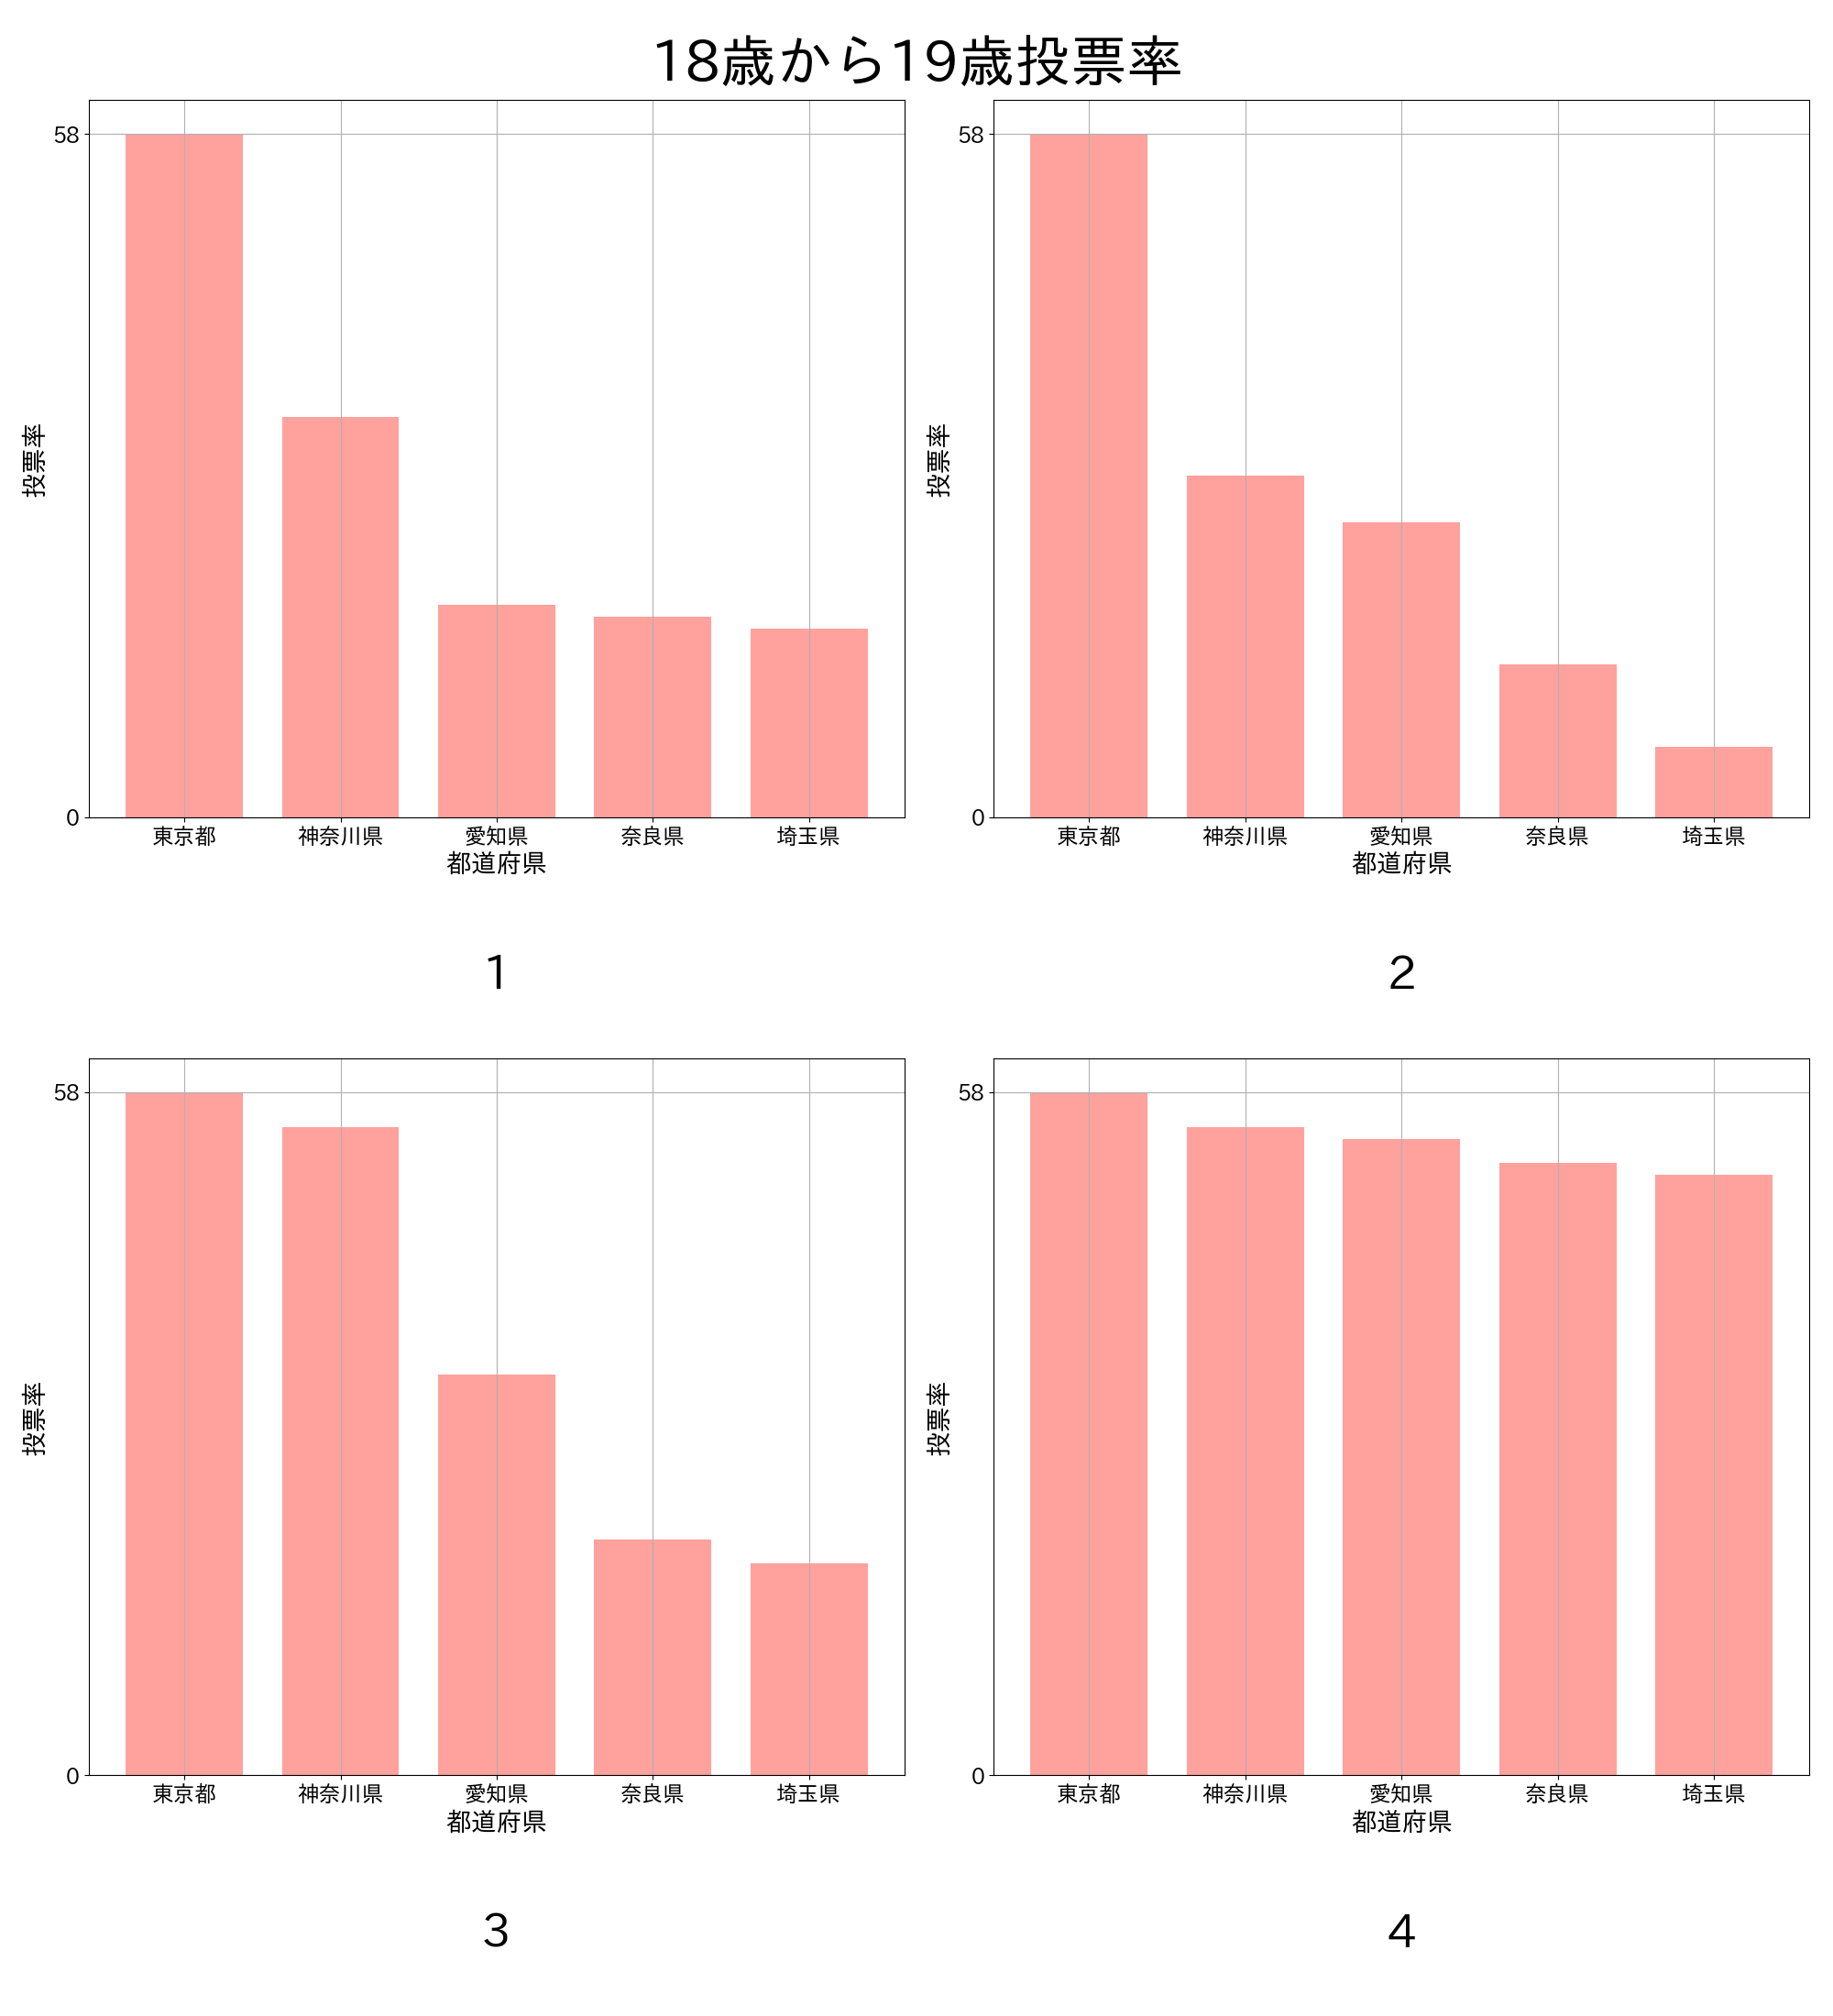 18歳から19歳投票率
58
0
投票率
東京都 神奈川県 愛知県 奈良県 埼玉県
都道府県
1
58
0
投票率
東京都 神奈川県 愛知県 奈良県 埼玉県
都道府県
2
58
0
投票率
東京都 神奈川県 愛知県 奈良県 埼玉県
都道府県
3
58
0
投票率
東京都 神奈川県 愛知県 奈良県 埼玉県
都道府県
4